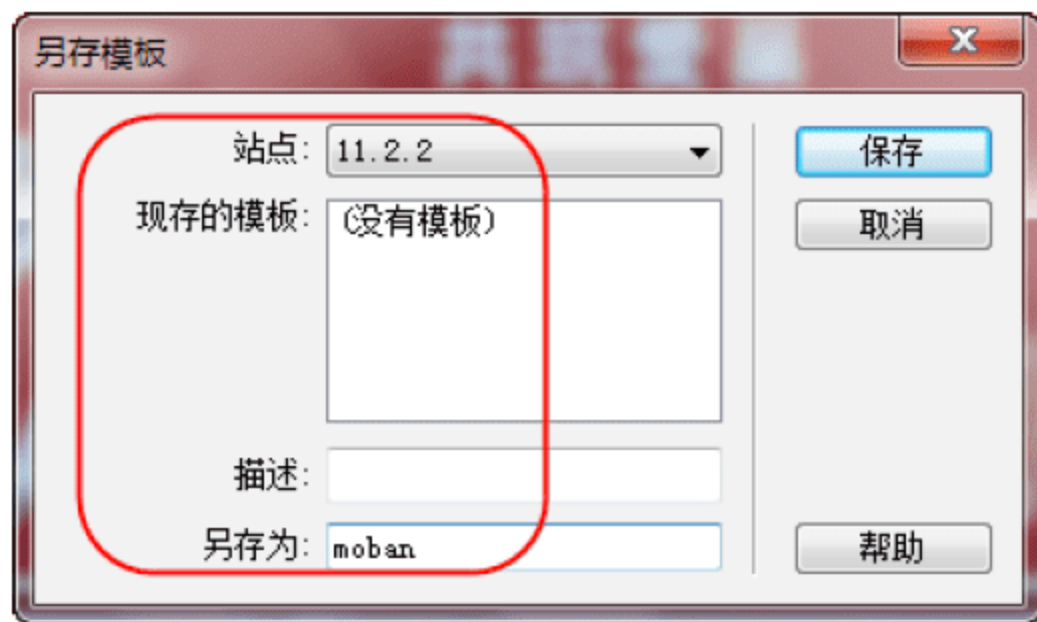 另存模板
站点: 11.2.2
保存
现存的模板: (没有模板)
取消
描述:
另存为: moban
帮助